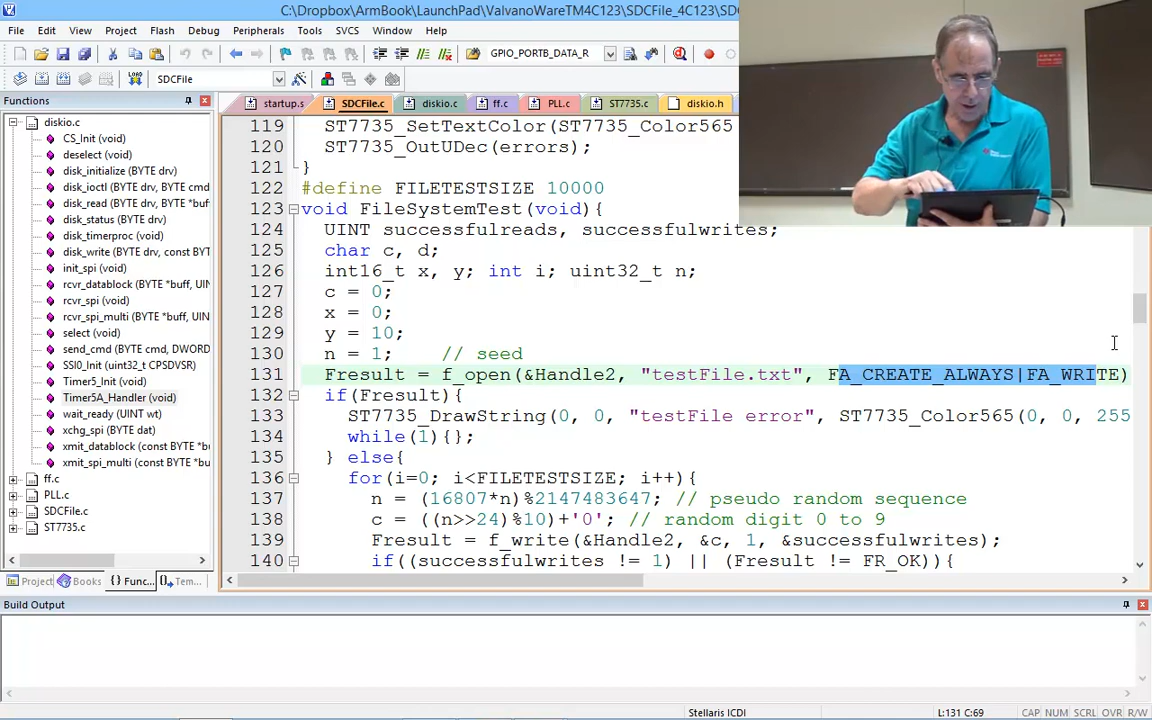 C:\Dropbox\ArmBook\LaunchPad\ValvanoWareTM4C123\SDCFile_4C123\SDC
File Edit View Project Flash Debug Peripherals Tools SVCS Window Help
GPIO_PORTB_DATA_R
LOAD SDCFile
Functions
startup.s SDCFile.c diskio.c ff.c PLL.c ST7735.c diskio.h
diskio.c
CS_Init (void)
deselect (void)
disk_initialize (BYTE drv)
disk_ioctl (BYTE drv, BYTE cmd
disk_read (BYTE drv, BYTE *buff
disk_status (BYTE drv)
disk_timerproc (void)
disk_write (BYTE drv, const BYTE
init_spi (void)
rcvr_datablock (BYTE *buff, UIN
rcvr_spi (void)
rcvr_spi_multi (BYTE *buff, UINT
select (void)
send_cmd (BYTE cmd, DWORD
SSI0_Init (uint32_t CPSDVSR)
Timer5_Init (void)
Timer5A_Handler (void)
wait_ready (UINT wt)
xchg_spi (BYTE dat)
xmit_datablock (const BYTE *bu
xmit_spi_multi (const BYTE *bu
ff.c
PLL.c
SDCFile.c
ST7735.c
Project Books {} Func... Tem...
119 ST7735_SetTextColor(ST7735_Color565
120 ST7735_OutUDec(errors);
121 }
122 #define FILETESTSIZE 10000
123 void FileSystemTest(void){
124 UINT successfulreads, successfulwrites;
125 char c, d;
126 int16_t x, y; int i; uint32_t n;
127 c = 0;
128 x = 0;
129 y = 10;
130 n = 1; // seed
131 Fresult = f_open(&Handle2, "testFile.txt", FA_CREATE_ALWAYS|FA_WRITE)
132 if(Fresult){
133 ST7735_DrawString(0, 0, "testFile error", ST7735_Color565(0, 0, 255
134 while(1){};
135 } else{
136 for(i=0; i<FILETESTSIZE; i++){
137 n = (16807*n)%2147483647; // pseudo random sequence
138 c = ((n>>24)%10)+'0'; // random digit 0 to 9
139 Fresult = f_write(&Handle2, &c, 1, &successfulwrites);
140 if((successfulwrites != 1) || (Fresult != FR_OK)){
Build Output
Stellaris ICDI L:131 C:69 CAP NUM SCRL OVR R/W